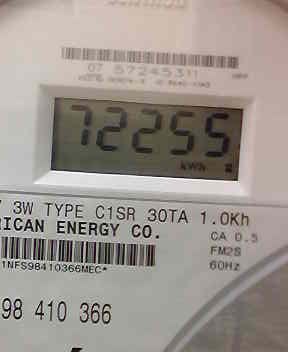 07 57245311
72255
kWh
3W TYPE C1SR 30TA 1.0Kh
RICAN ENERGY CO.
CA 0.5
FM2S
1NFS98410366MEC*
60Hz
98 410 366